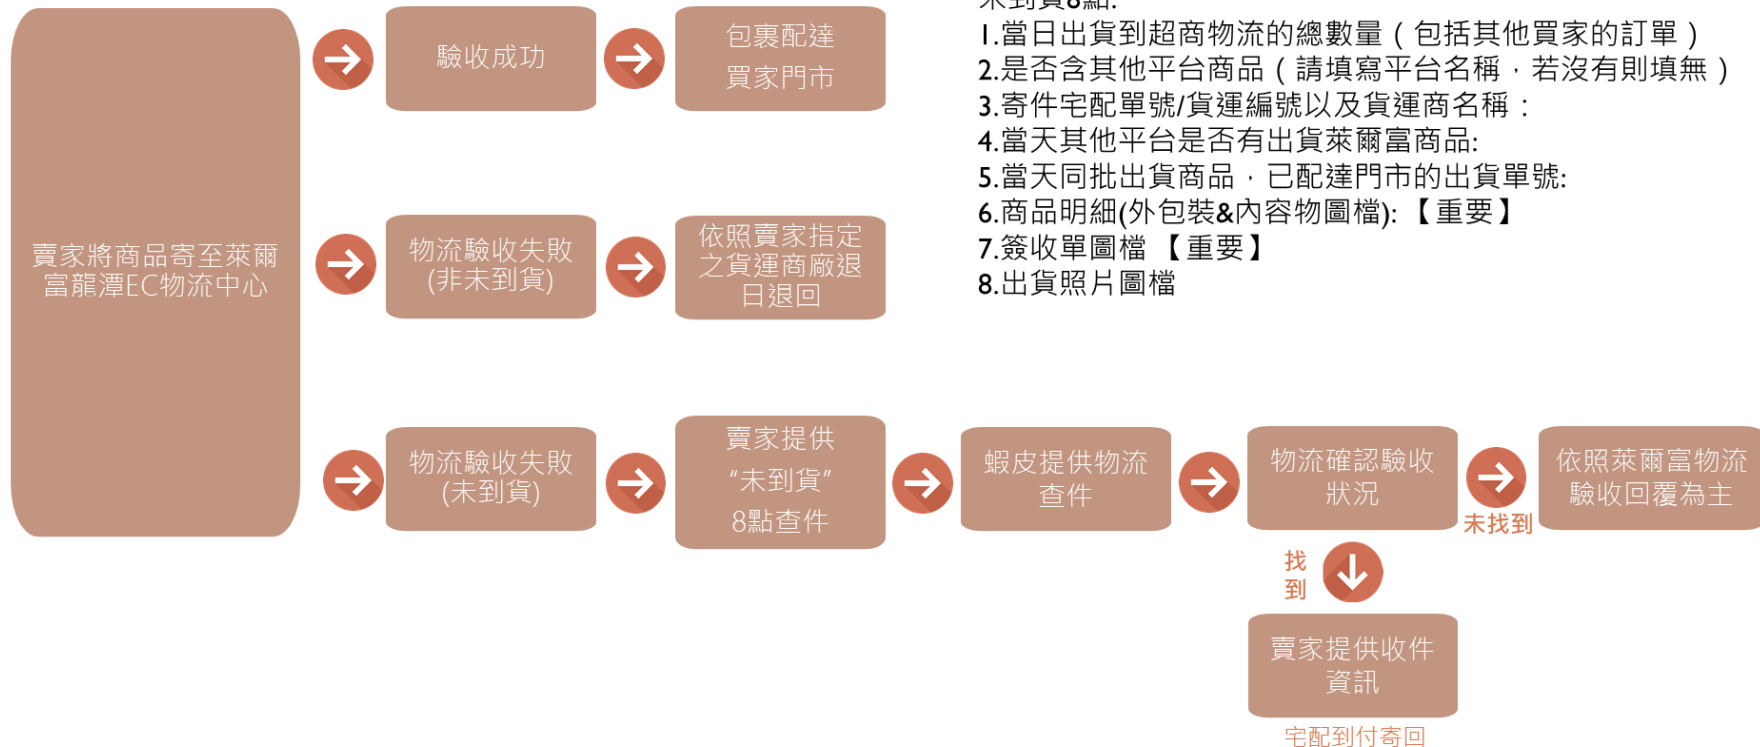 賣家將商品寄至萊爾
富龍潭EC物流中心
驗收成功
包裹配達
買家門市
物流驗收失敗
(非未到貨)
依照賣家指定
之貨運商廠退
日退回
物流驗收失敗
(未到貨)
賣家提供
“未到貨”
8點查件
蝦皮提供物流
查件
物流確認驗收
狀況
未找到
依照萊爾富物流
驗收回覆為主
找
到
賣家提供收件
資訊
宅配到付寄回
未到貨8點:
1.當日出貨到超商物流的總數量（包括其他買家的訂單）
2.是否含其他平台商品（請填寫平台名稱，若沒有則填無）
3.寄件宅配單號/貨運編號以及貨運商名稱：
4.當天其他平台是否有出貨萊爾富商品:
5.當天同批出貨商品，已配達門市的出貨單號:
6.商品明細(外包裝&內容物圖檔):【重要】
7.簽收單圖檔【重要】
8.出貨照片圖檔